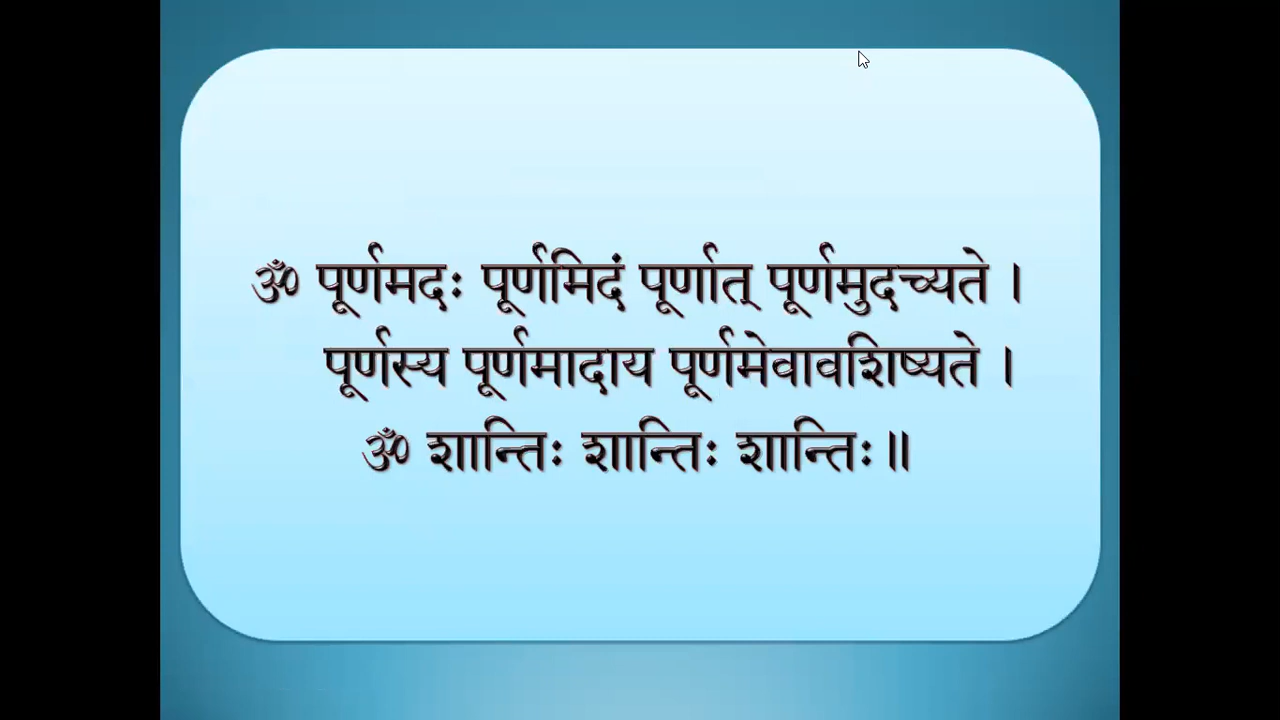 ॐ पूर्णमदः पूर्णमिदं पूर्णात् पूर्णमुदच्यते ।
पूर्णस्य पूर्णमादाय पूर्णमेवावशिष्यते ।
ॐ शान्तिः शान्तिः शान्तिः॥